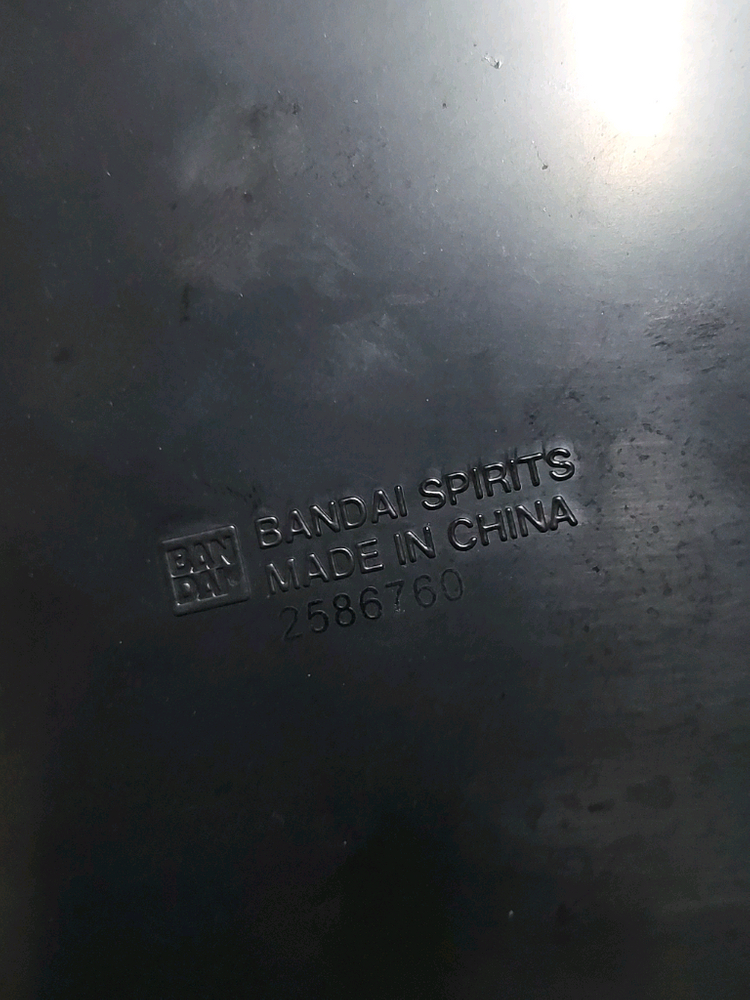 BAN
DAI
BANDAI SPIRITS
MADE IN CHINA
2586760